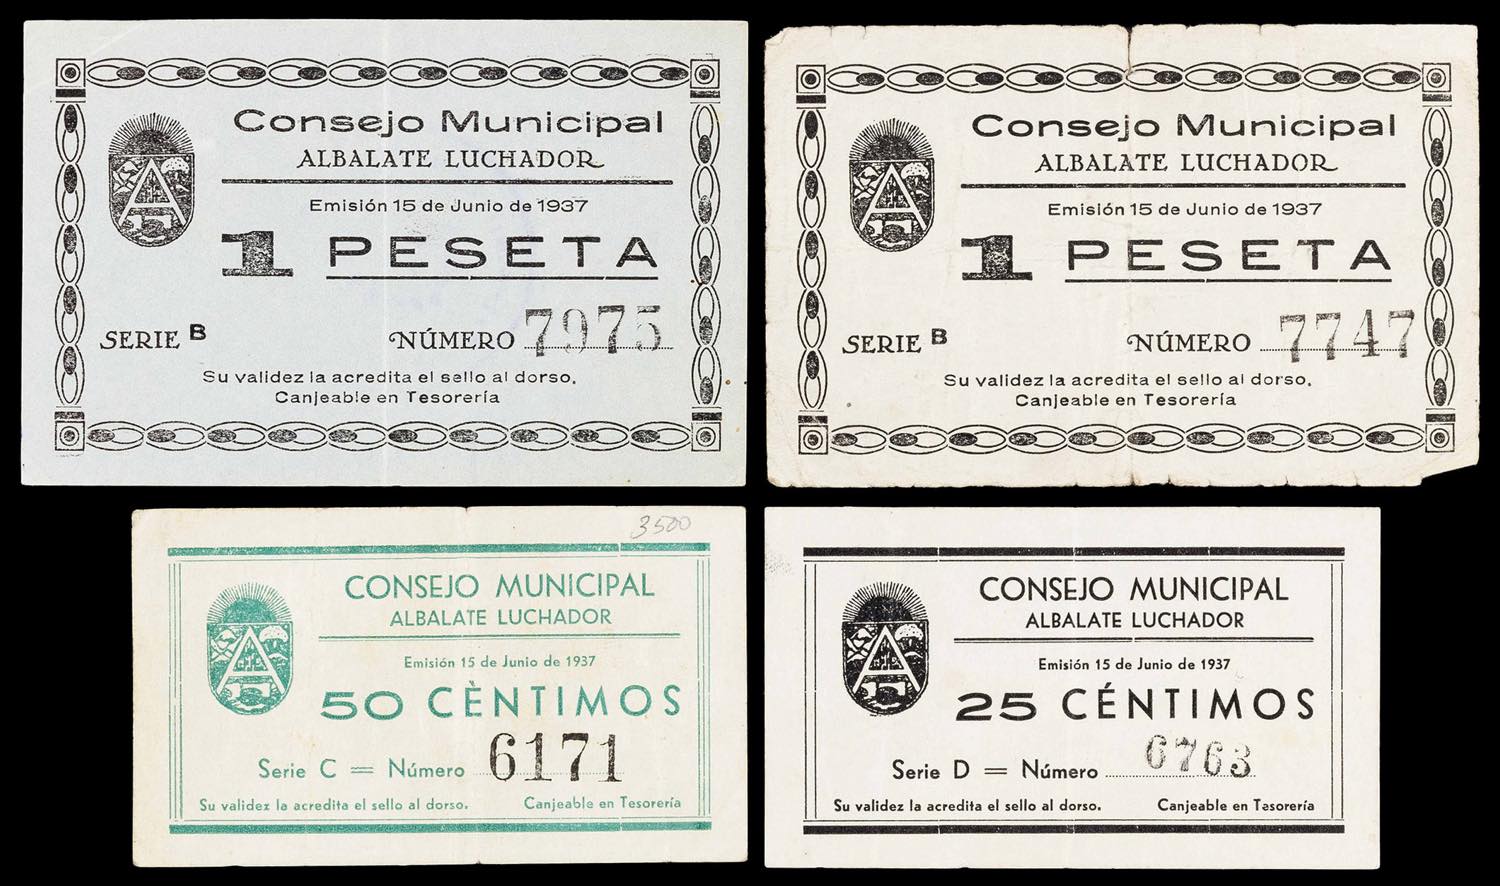 Consejo Municipal
ALBALATE LUCHADOR
Emisión 15 de Junio de 1937
1 PESETA
SERIE B NÚMERO 7975
Su validez la acredita el sello al dorso.
Canjeable en Tesorería
Consejo Municipal
ALBALATE LUCHADOR
Emisión 15 de Junio de 1937
1 PESETA
SERIE B NÚMERO 7747
Su validez la acredita el sello al dorso.
Canjeable en Tesorería
3500
CONSEJO MUNICIPAL
ALBALATE LUCHADOR
Emisión 15 de Junio de 1937
50 CÈNTIMOS
Serie C = Número 6171
Su validez la acredita el sello al dorso. Canjeable en Tesorería
CONSEJO MUNICIPAL
ALBALATE LUCHADOR
Emisión 15 de Junio de 1937
25 CÉNTIMOS
Serie D = Número 6763
Su validez la acredita el sello al dorso. Canjeable en Tesorería